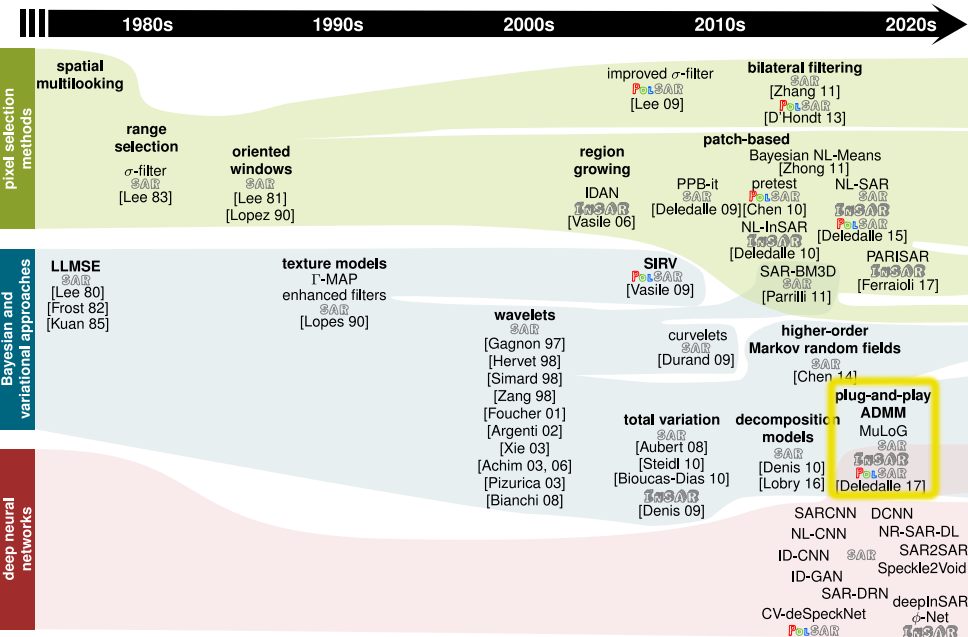 1980s 1990s 2000s 2010s 2020s
pixel selection
methods
spatial
multilooking
range
selection
σ-filter
SAR
[Lee 83]
oriented
windows
SAR
[Lee 81]
[Lopez 90]
improved σ-filter
PolSAR
[Lee 09]
bilateral filtering
SAR
[Zhang 11]
PolSAR
[D'Hondt 13]
region
growing
IDAN
InSAR
[Vasile 06]
patch-based
Bayesian NL-Means
[Zhong 11]
PPB-it
SAR
[Deledalle 09]
pretest
PolSAR
[Chen 10]
NL-InSAR
InSAR
[Deledalle 10]
NL-SAR
SAR
InSAR
PolSAR
[Deledalle 15]
SAR-BM3D
SAR
[Parrilli 11]
PARISAR
InSAR
[Ferraioli 17]
Bayesian and
variational approaches
LLMSE
SAR
[Lee 80]
[Frost 82]
[Kuan 85]
texture models
Γ-MAP
enhanced filters
SAR
[Lopes 90]
SIRV
PolSAR
[Vasile 09]
wavelets
SAR
[Gagnon 97]
[Hervet 98]
[Simard 98]
[Zang 98]
[Foucher 01]
[Argenti 02]
[Xie 03]
[Achim 03, 06]
[Pizurica 03]
[Bianchi 08]
curvelets
SAR
[Durand 09]
higher-order
Markov random fields
SAR
[Chen 14]
total variation
SAR
[Aubert 08]
[Steidl 10]
[Bioucas-Dias 10]
InSAR
[Denis 09]
decomposition
models
SAR
[Denis 10]
[Lobry 16]
plug-and-play
ADMM
MuLoG
SAR
InSAR
PolSAR
[Deledalle 17]
deep neural
networks
SARCNN DCNN
NL-CNN NR-SAR-DL
ID-CNN SAR SAR2SAR
Speckle2Void
ID-GAN
SAR-DRN
deepInSAR
CV-deSpeckNet ϕ-Net
PolSAR InSAR